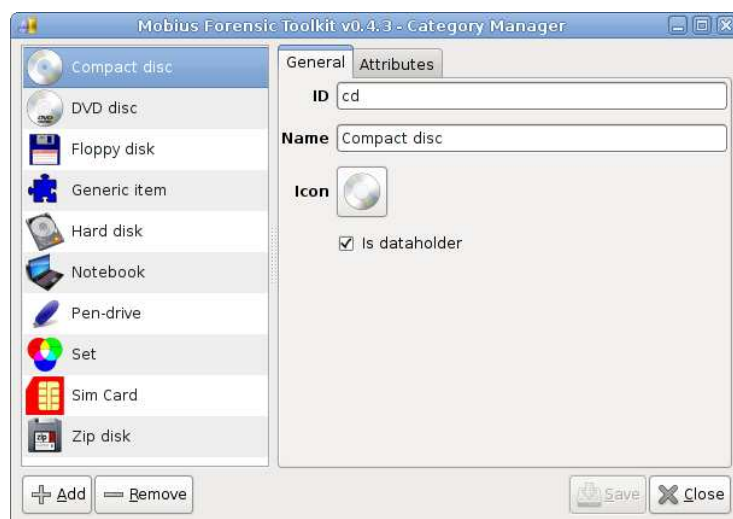 Mobius Forensic Toolkit v0.4.3 - Category Manager
Compact disc
DVD disc
Floppy disk
Generic item
Hard disk
Notebook
Pen-drive
Set
Sim Card
Zip disk
General
Attributes
ID
cd
Name
Compact disc
Icon
Is dataholder
Add
Remove
Save
Close